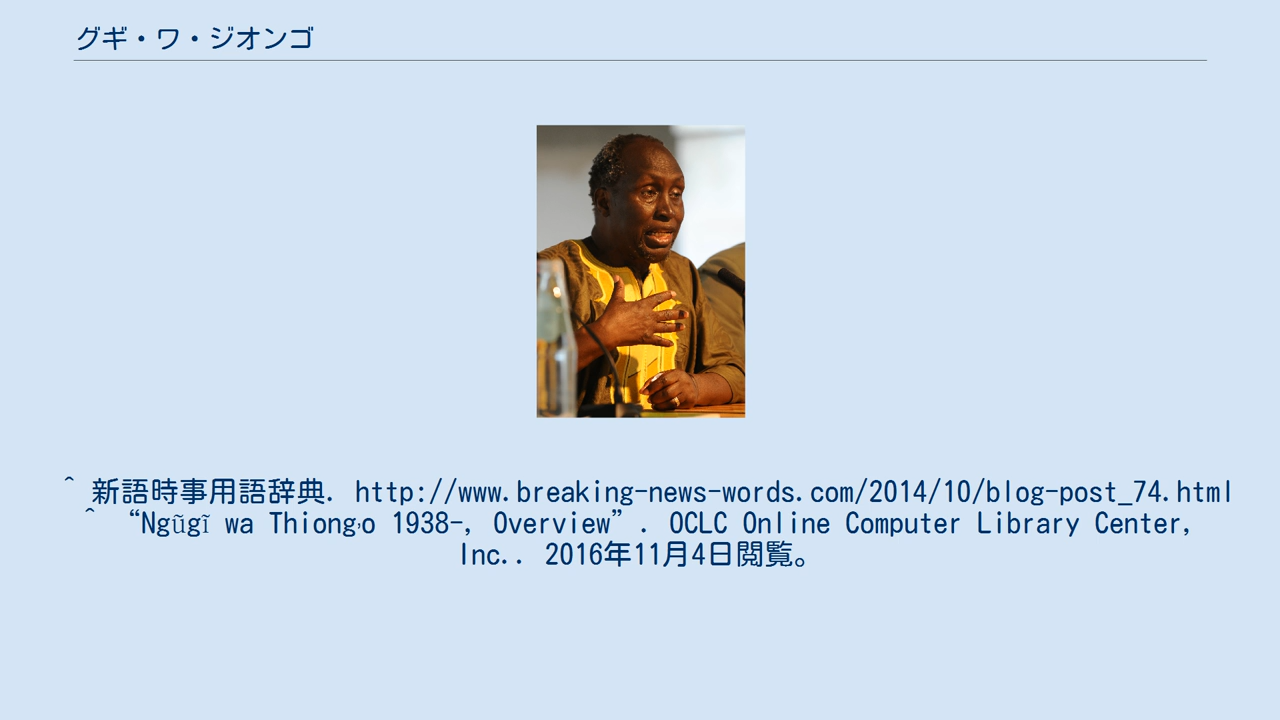 グギ・ワ・ジオンゴ
^ 新語時事用語辞典. http://www.breaking-news-words.com/2014/10/blog-post_74.html
^ “Ngũgĩ wa Thiong'o 1938-, Overview”. OCLC Online Computer Library Center,
Inc.. 2016年11月4日閲覧。